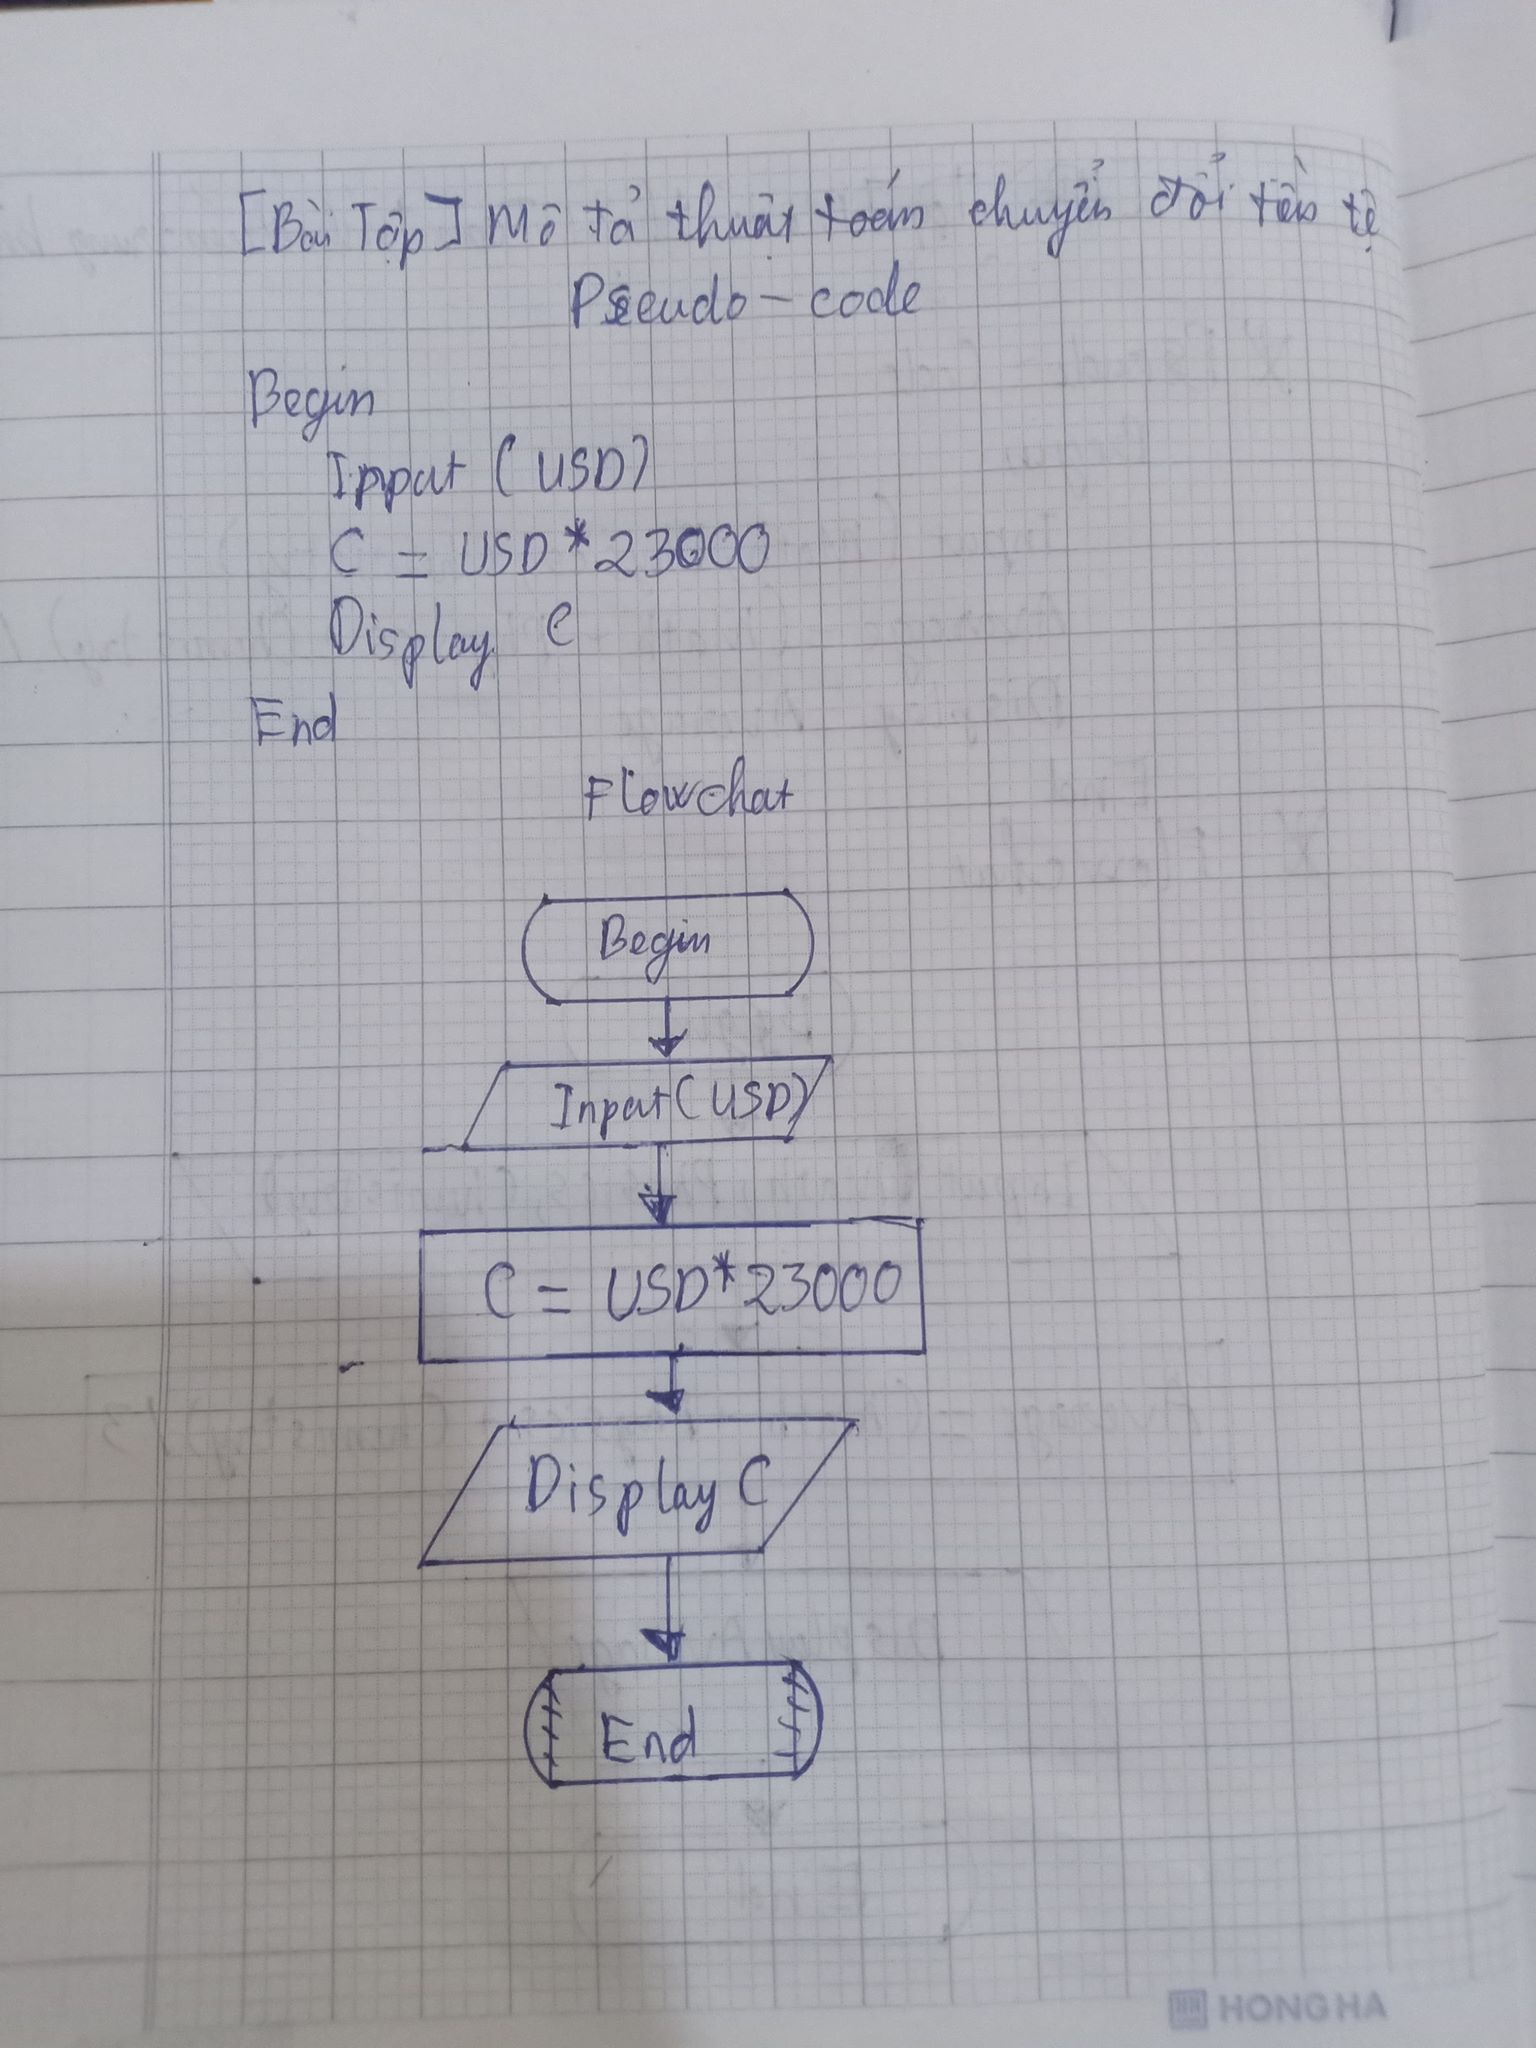 [Bài Tập] Mô tả thuật toán chuyển đổi tiền tệ
Pseudo-code
Begin
Input (USD)
C = USD * 23000
Display C
End
Flowchat
Begin
Input (USD)
C = USD * 23000
Display C
End
HONG HA